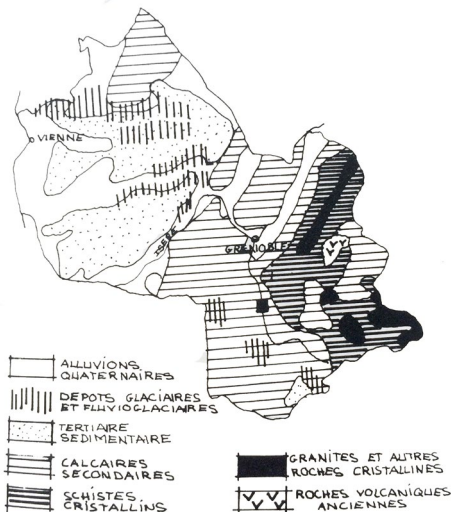 VIENNE
ISERE
GRENOBLE
ALLUVIONS
QUATERNAIRES
DEPOTS GLACIAIRES
ET FLUVIOGLACIAIRES
TERTIAIRE
SEDIMENTAIRE
CALCAIRES
SECONDAIRES
SCHISTES
CRISTALLINS
GRANITES ET AUTRES
ROCHES CRISTALLINES
ROCHES VOLCANIQUES
ANCIENNES